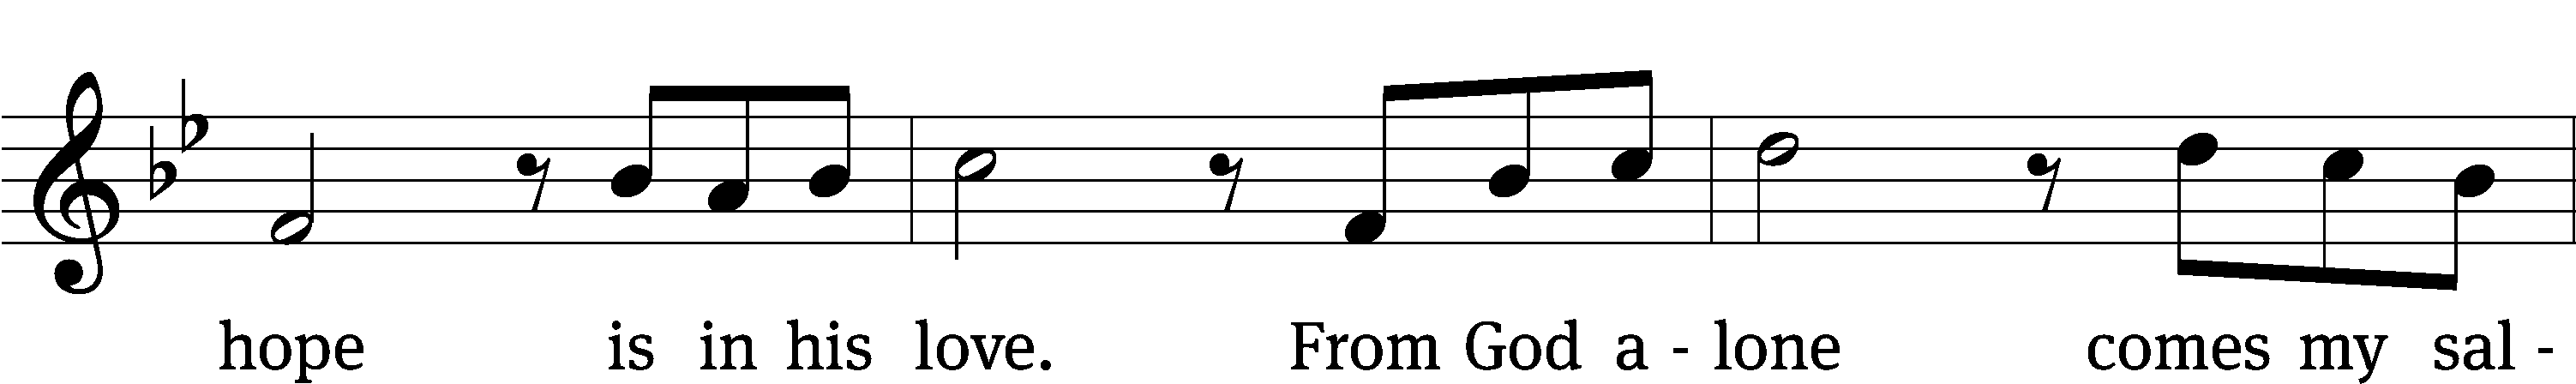 hope is in his love. From God a - lone comes my sal -